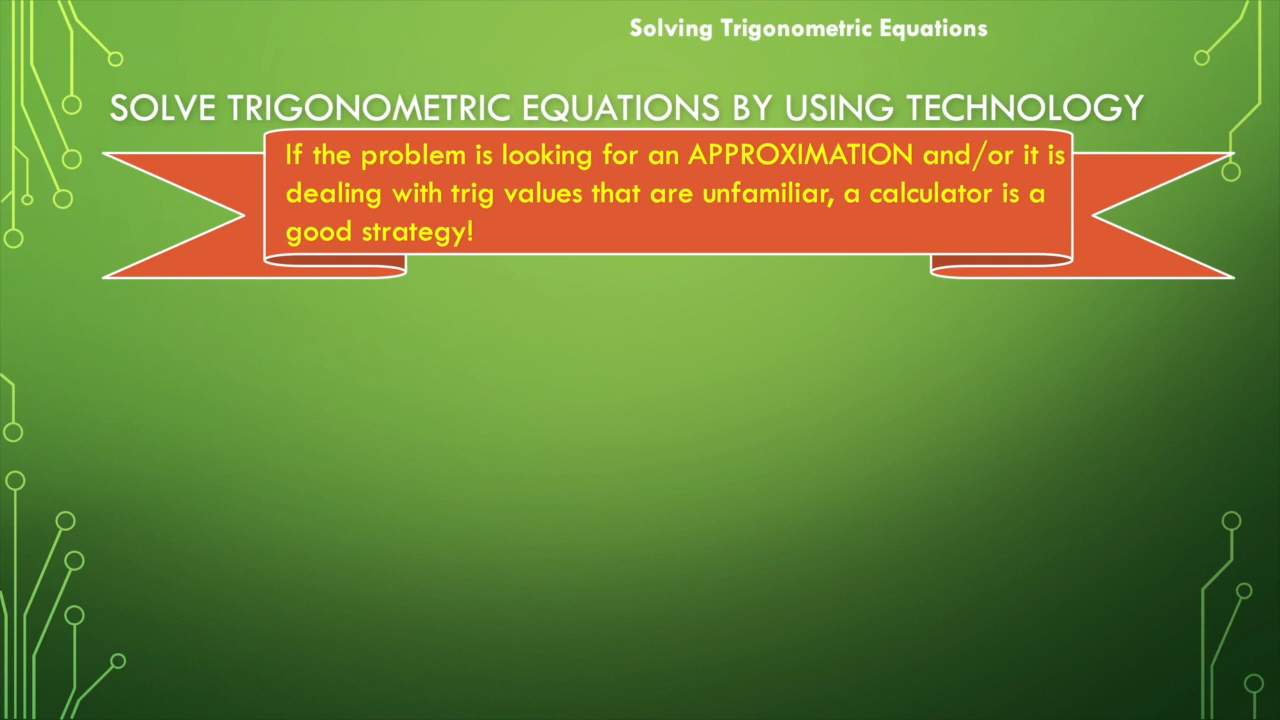 Solving Trigonometric Equations
SOLVE TRIGONOMETRIC EQUATIONS BY USING TECHNOLOGY
If the problem is looking for an APPROXIMATION and/or it is
dealing with trig values that are unfamiliar, a calculator is a
good strategy!